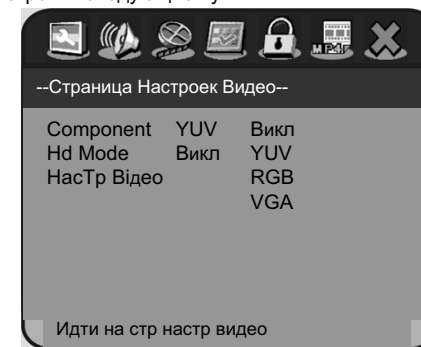 MP4F
--Страница Настроек Видео--
Component YUV Викл
Hd Mode Викл YUV
НасТр Відео RGB
VGA
Идти на стр настр видео